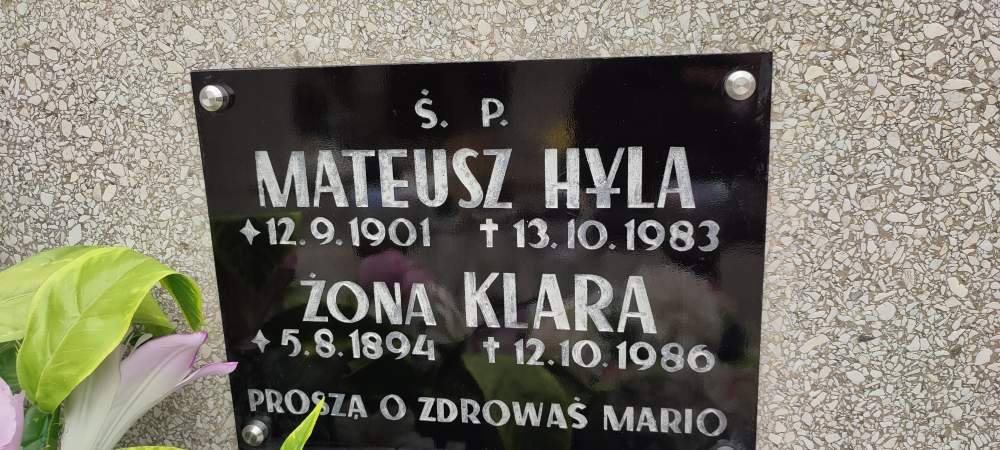 Ś. P.
MATEUSZ HYLA
✦12.9.1901 ✝13.10.1983
ŻONA KLARA
✦5.8.1894 ✝12.10.1986
PROSZĄ O ZDROWAŚ MARIO